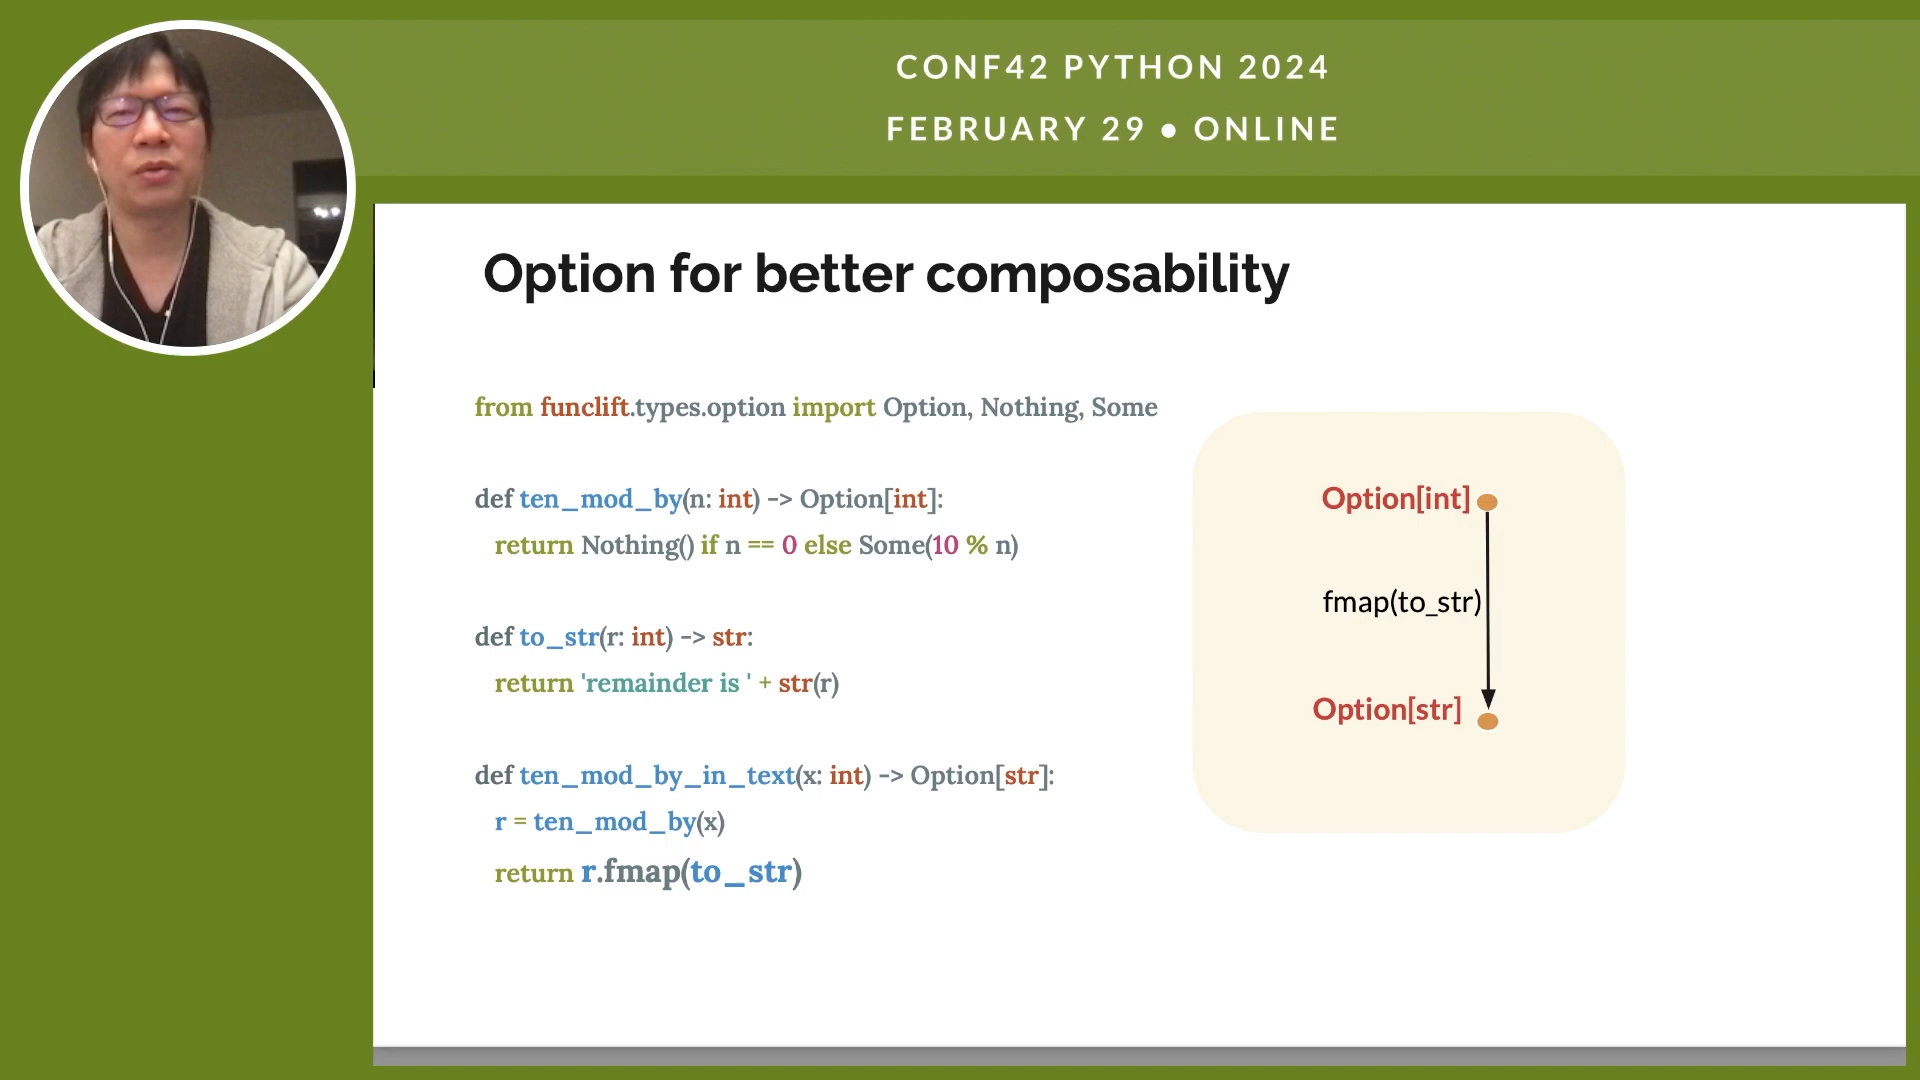 CONF42 PYTHON 2024
FEBRUARY 29 • ONLINE
Option for better composability
from funclift.types.option import Option, Nothing, Some
def ten_mod_by(n: int) -> Option[int]:
return Nothing() if n == 0 else Some(10 % n)
def to_str(r: int) -> str:
return 'remainder is ' + str(r)
def ten_mod_by_in_text(x: int) -> Option[str]:
r = ten_mod_by(x)
return r.fmap(to_str)
Option[int]
fmap(to_str)
Option[str]